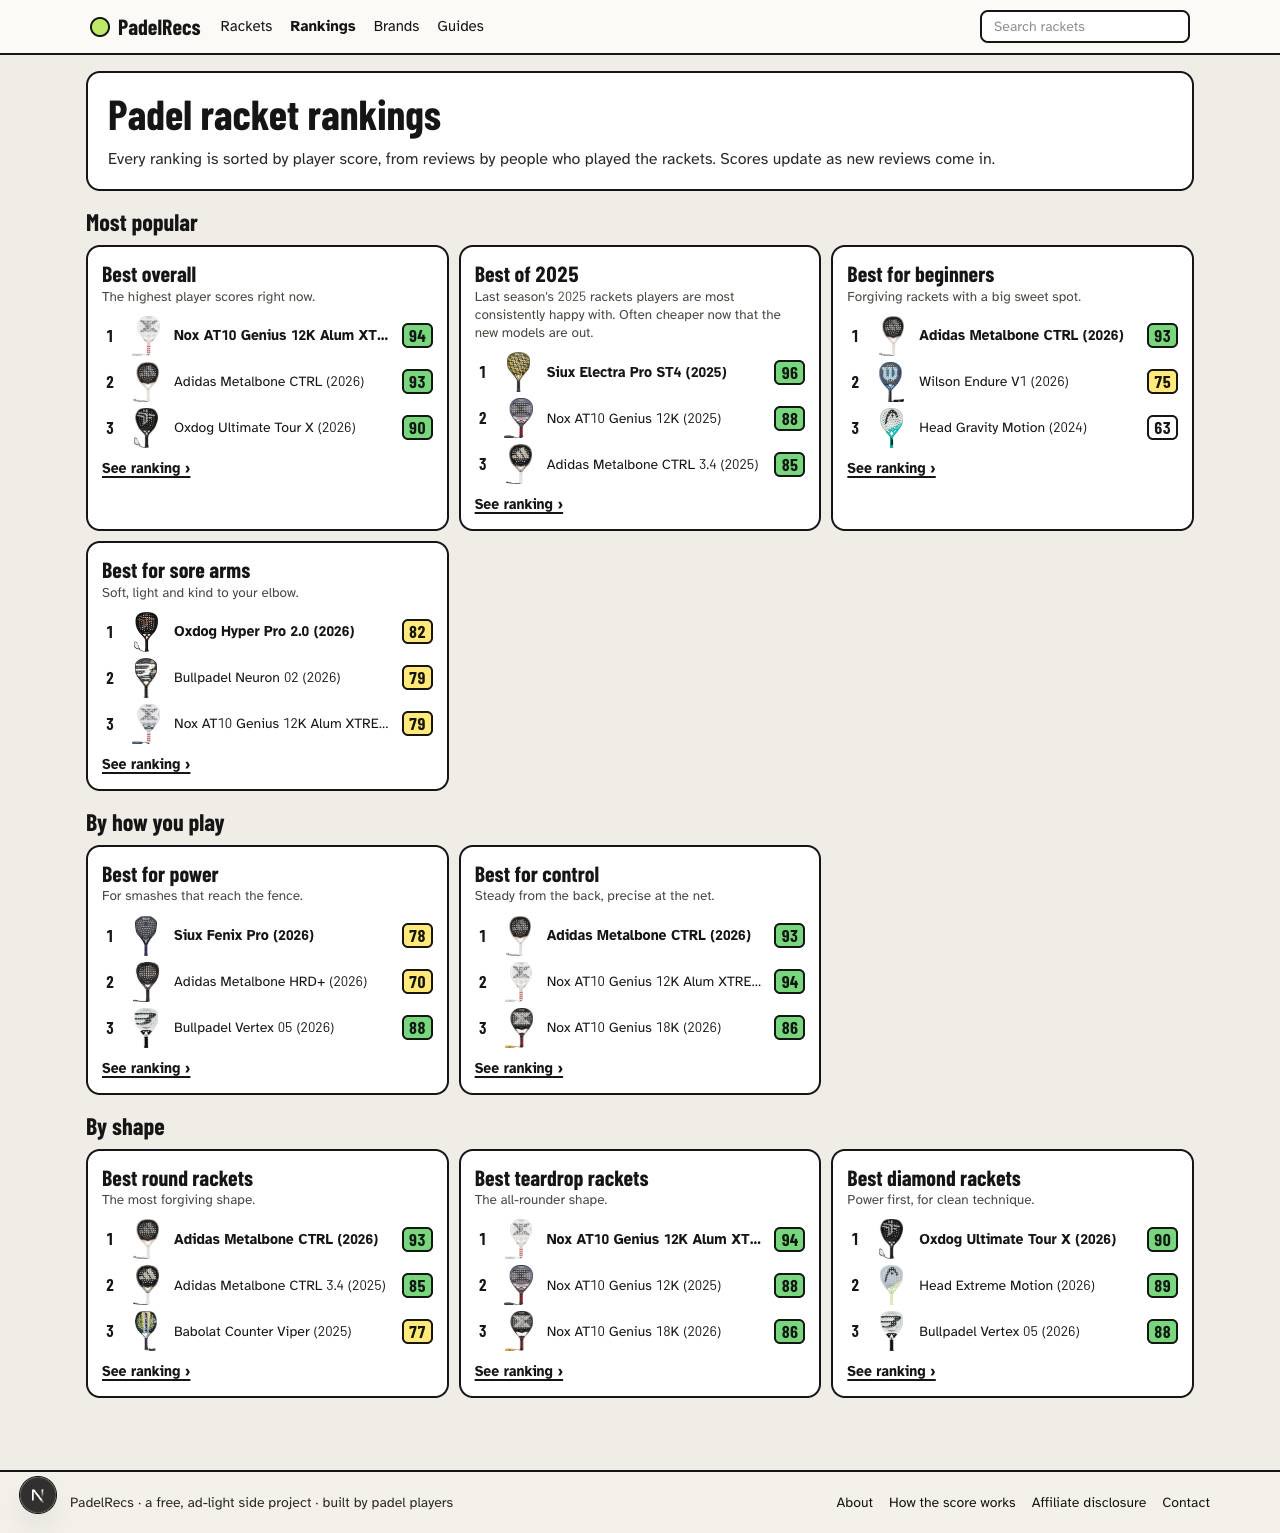 PadelRecs Rackets Rankings Brands Guides Search rackets
Padel racket rankings
Every ranking is sorted by player score, from reviews by people who played the rackets. Scores update as new reviews come in.
Most popular
Best overall
The highest player scores right now.
1 Nox AT10 Genius 12K Alum XT... 94
2 Adidas Metalbone CTRL (2026) 93
3 Oxdog Ultimate Tour X (2026) 90
See ranking ›
Best of 2025
Last season's 2025 rackets players are most
consistently happy with. Often cheaper now that the
new models are out.
1 Siux Electra Pro ST4 (2025) 96
2 Nox AT10 Genius 12K (2025) 88
3 Adidas Metalbone CTRL 3.4 (2025) 85
See ranking ›
Best for beginners
Forgiving rackets with a big sweet spot.
1 Adidas Metalbone CTRL (2026) 93
2 Wilson Endure V1 (2026) 75
3 Head Gravity Motion (2024) 63
See ranking ›
Best for sore arms
Soft, light and kind to your elbow.
1 Oxdog Hyper Pro 2.0 (2026) 82
2 Bullpadel Neuron 02 (2026) 79
3 Nox AT10 Genius 12K Alum XTRE... 79
See ranking ›
By how you play
Best for power
For smashes that reach the fence.
1 Siux Fenix Pro (2026) 78
2 Adidas Metalbone HRD+ (2026) 70
3 Bullpadel Vertex 05 (2026) 88
See ranking ›
Best for control
Steady from the back, precise at the net.
1 Adidas Metalbone CTRL (2026) 93
2 Nox AT10 Genius 12K Alum XTRE... 94
3 Nox AT10 Genius 18K (2026) 86
See ranking ›
By shape
Best round rackets
The most forgiving shape.
1 Adidas Metalbone CTRL (2026) 93
2 Adidas Metalbone CTRL 3.4 (2025) 85
3 Babolat Counter Viper (2025) 77
See ranking ›
Best teardrop rackets
The all-rounder shape.
1 Nox AT10 Genius 12K Alum XT... 94
2 Nox AT10 Genius 12K (2025) 88
3 Nox AT10 Genius 18K (2026) 86
See ranking ›
Best diamond rackets
Power first, for clean technique.
1 Oxdog Ultimate Tour X (2026) 90
2 Head Extreme Motion (2026) 89
3 Bullpadel Vertex 05 (2026) 88
See ranking ›
N PadelRecs · a free, ad-light side project · built by padel players About How the score works Affiliate disclosure Contact